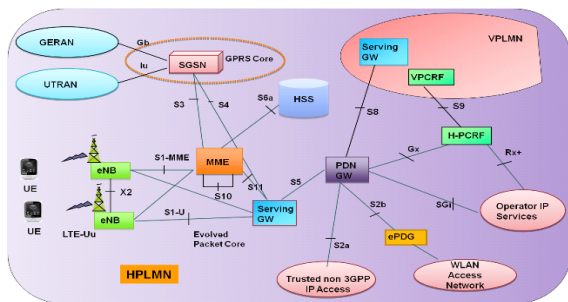 GERAN
Gb
GPRS Core
SGSN
Iu
UTRAN
S3
S4
S6a
HSS
VPLMN
Serving
GW
VPCRF
S8
S9
H-PCRF
Gx
Rx+
UE
eNB
S1-MME
MME
S10
S11
S5
PDN
GW
X2
UE
eNB
LTE-Uu
S1-U
Serving
GW
Evolved
Packet Core
SGi
Operator IP
Services
S2b
ePDG
S2a
HPLMN
Trusted non 3GPP
IP Access
WLAN
Access
Network